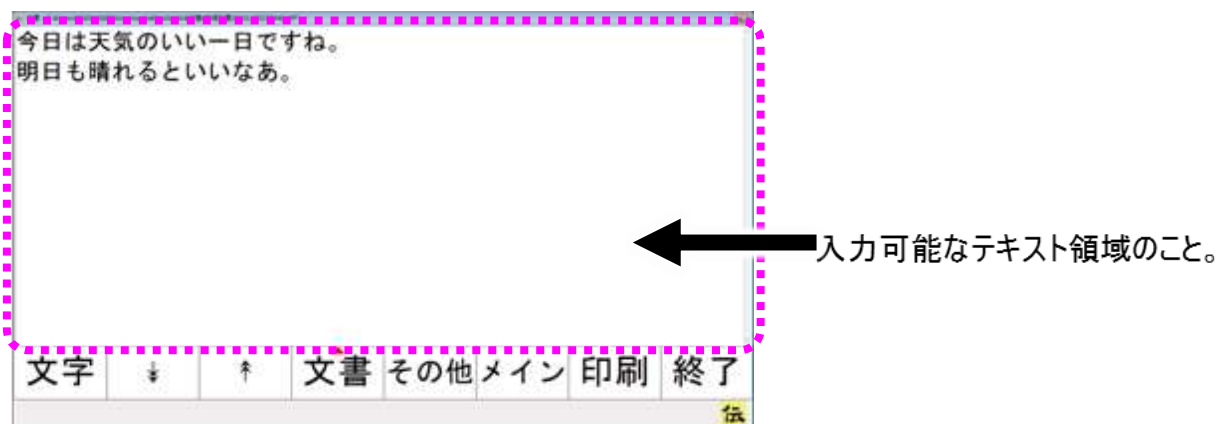 今日は天気のいい一日ですね。
明日も晴れるといいなあ。
入力可能なテキスト領域のこと。
文字 ↡ ↟ 文書 その他 メイン 印刷 終了
伝